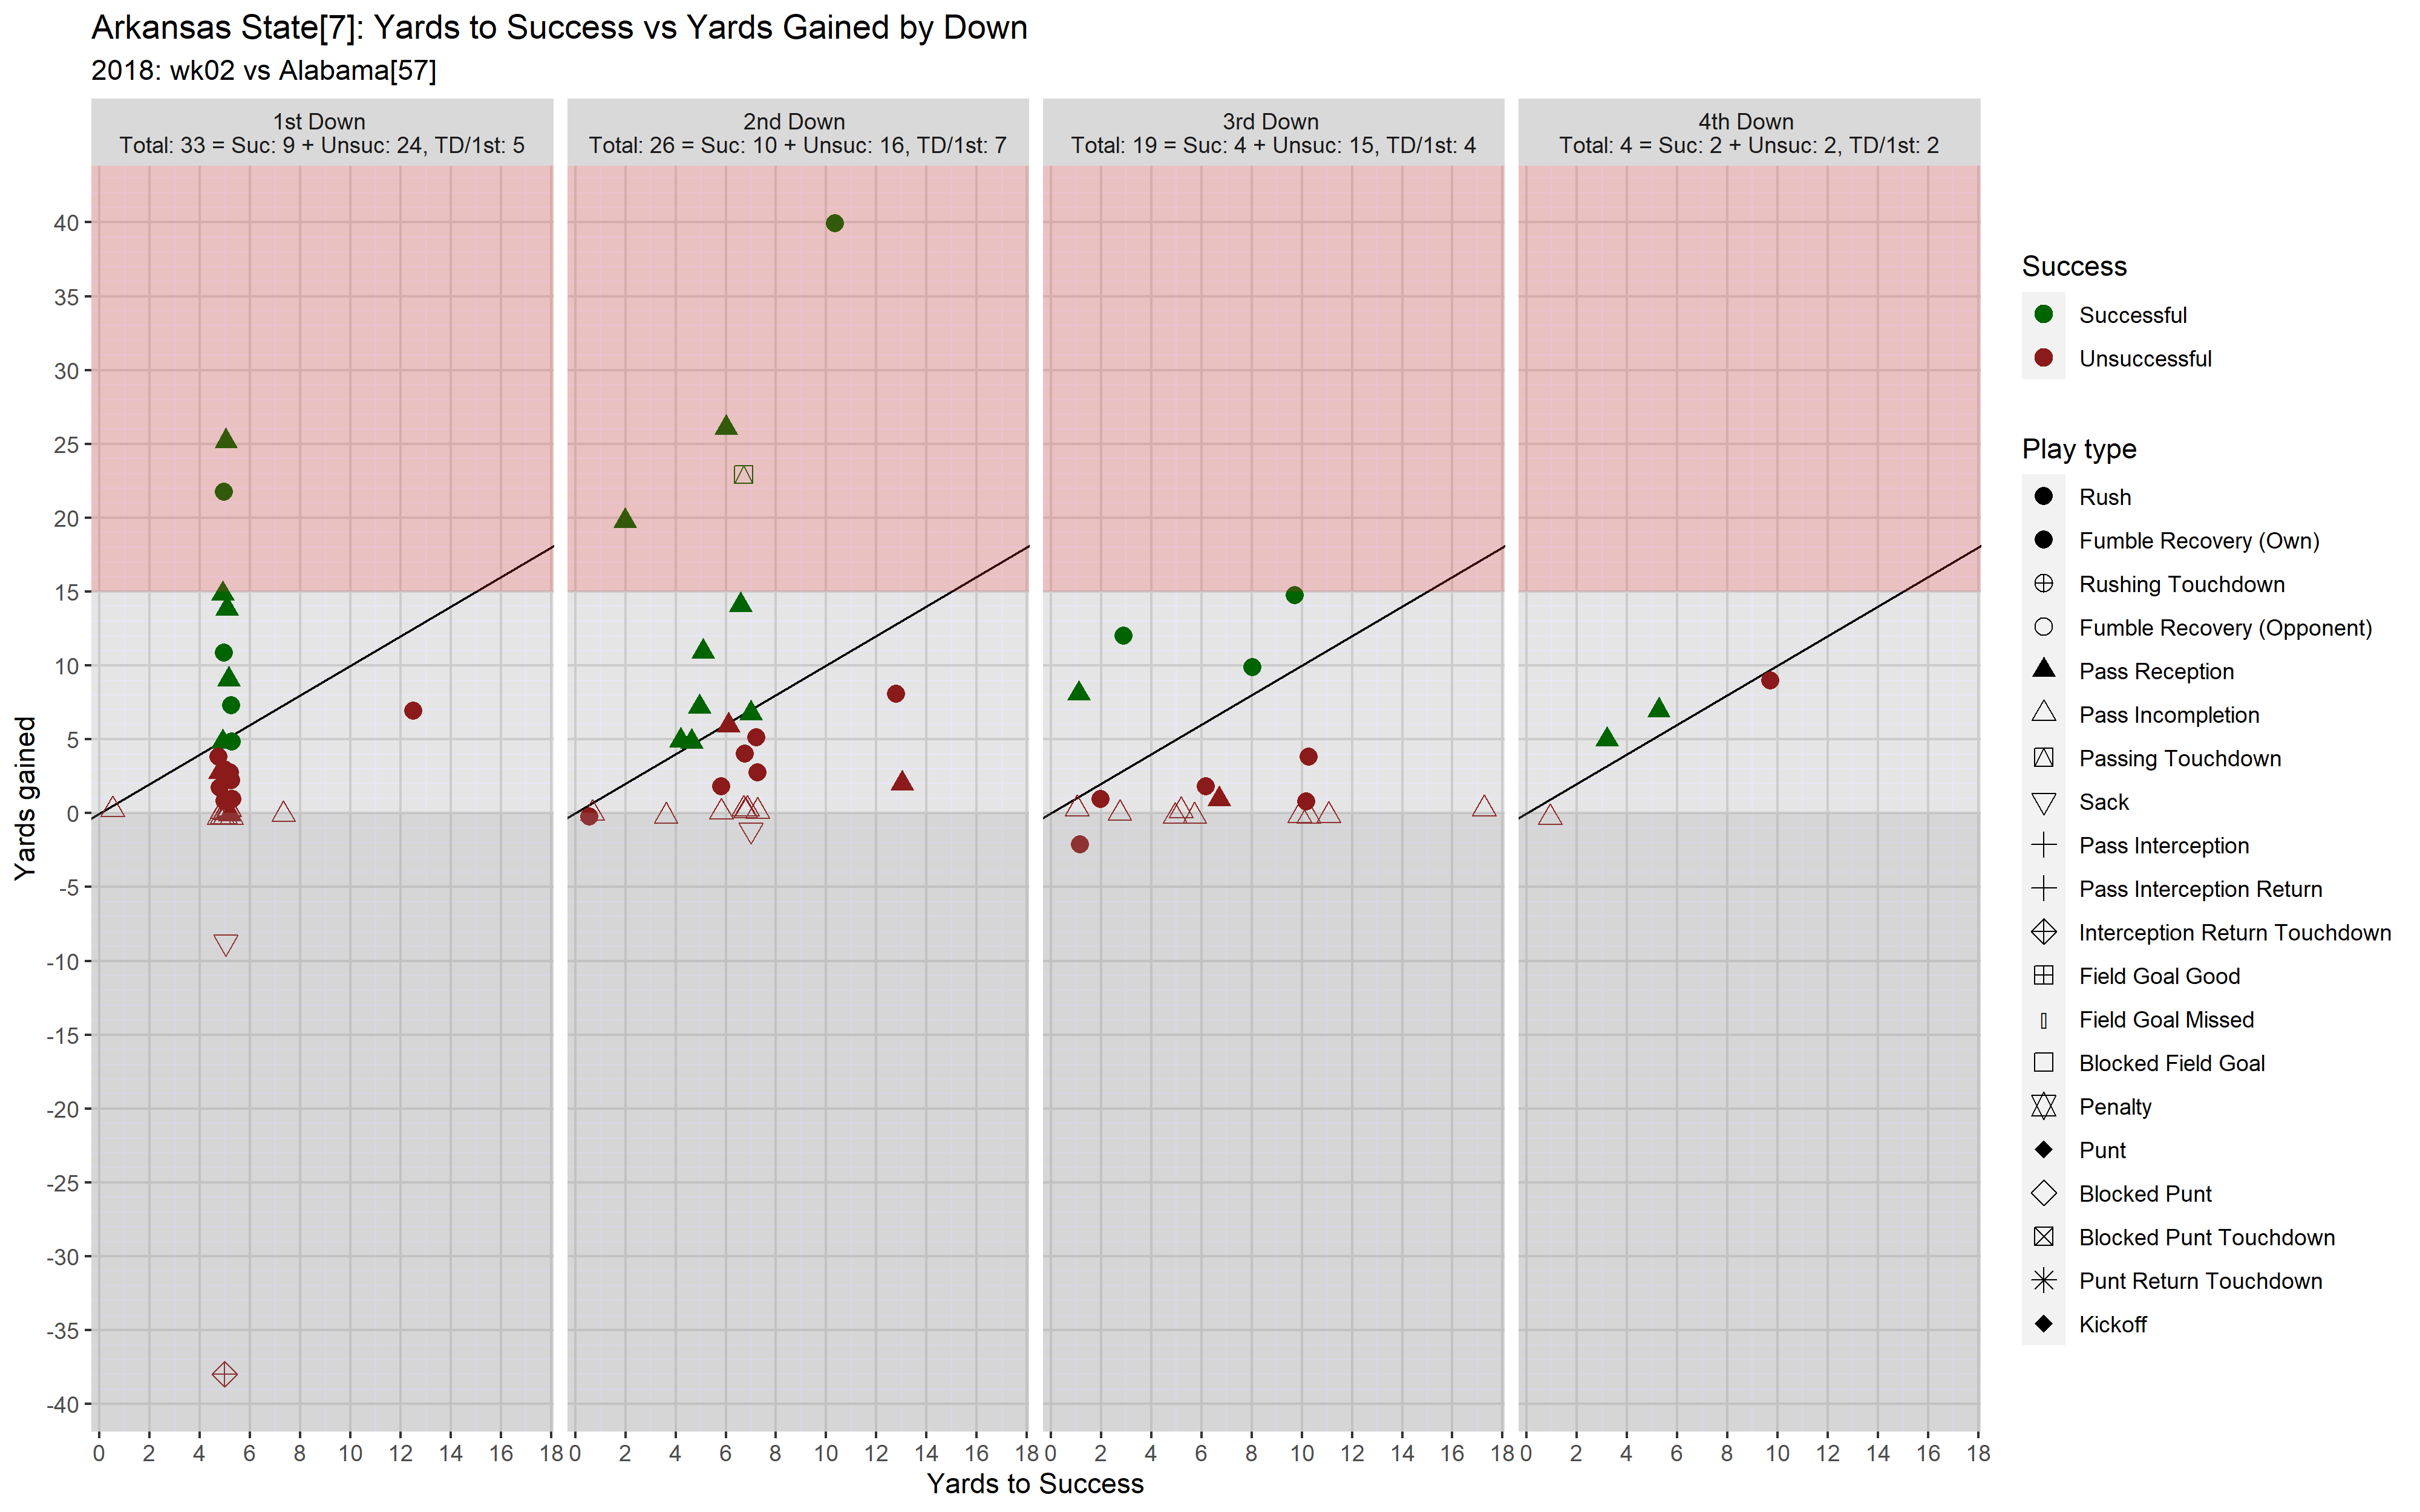 Arkansas State[7]: Yards to Success vs Yards Gained by Down
2018: wk02 vs Alabama[57]
1st Down
Total: 33 = Suc: 9 + Unsuc: 24, TD/1st: 5
2nd Down
Total: 26 = Suc: 10 + Unsuc: 16, TD/1st: 7
3rd Down
Total: 19 = Suc: 4 + Unsuc: 15, TD/1st: 4
4th Down
Total: 4 = Suc: 2 + Unsuc: 2, TD/1st: 2
Yards gained
40
35
30
25
20
15
10
5
0
-5
-10
-15
-20
-25
-30
-35
-40
0 2 4 6 8 10 12 14 16 18
0 2 4 6 8 10 12 14 16 18
0 2 4 6 8 10 12 14 16 18
0 2 4 6 8 10 12 14 16 18
Yards to Success
Success
Successful
Unsuccessful
Play type
Rush
Fumble Recovery (Own)
Rushing Touchdown
Fumble Recovery (Opponent)
Pass Reception
Pass Incompletion
Passing Touchdown
Sack
Pass Interception
Pass Interception Return
Interception Return Touchdown
Field Goal Good
Field Goal Missed
Blocked Field Goal
Penalty
Punt
Blocked Punt
Blocked Punt Touchdown
Punt Return Touchdown
Kickoff